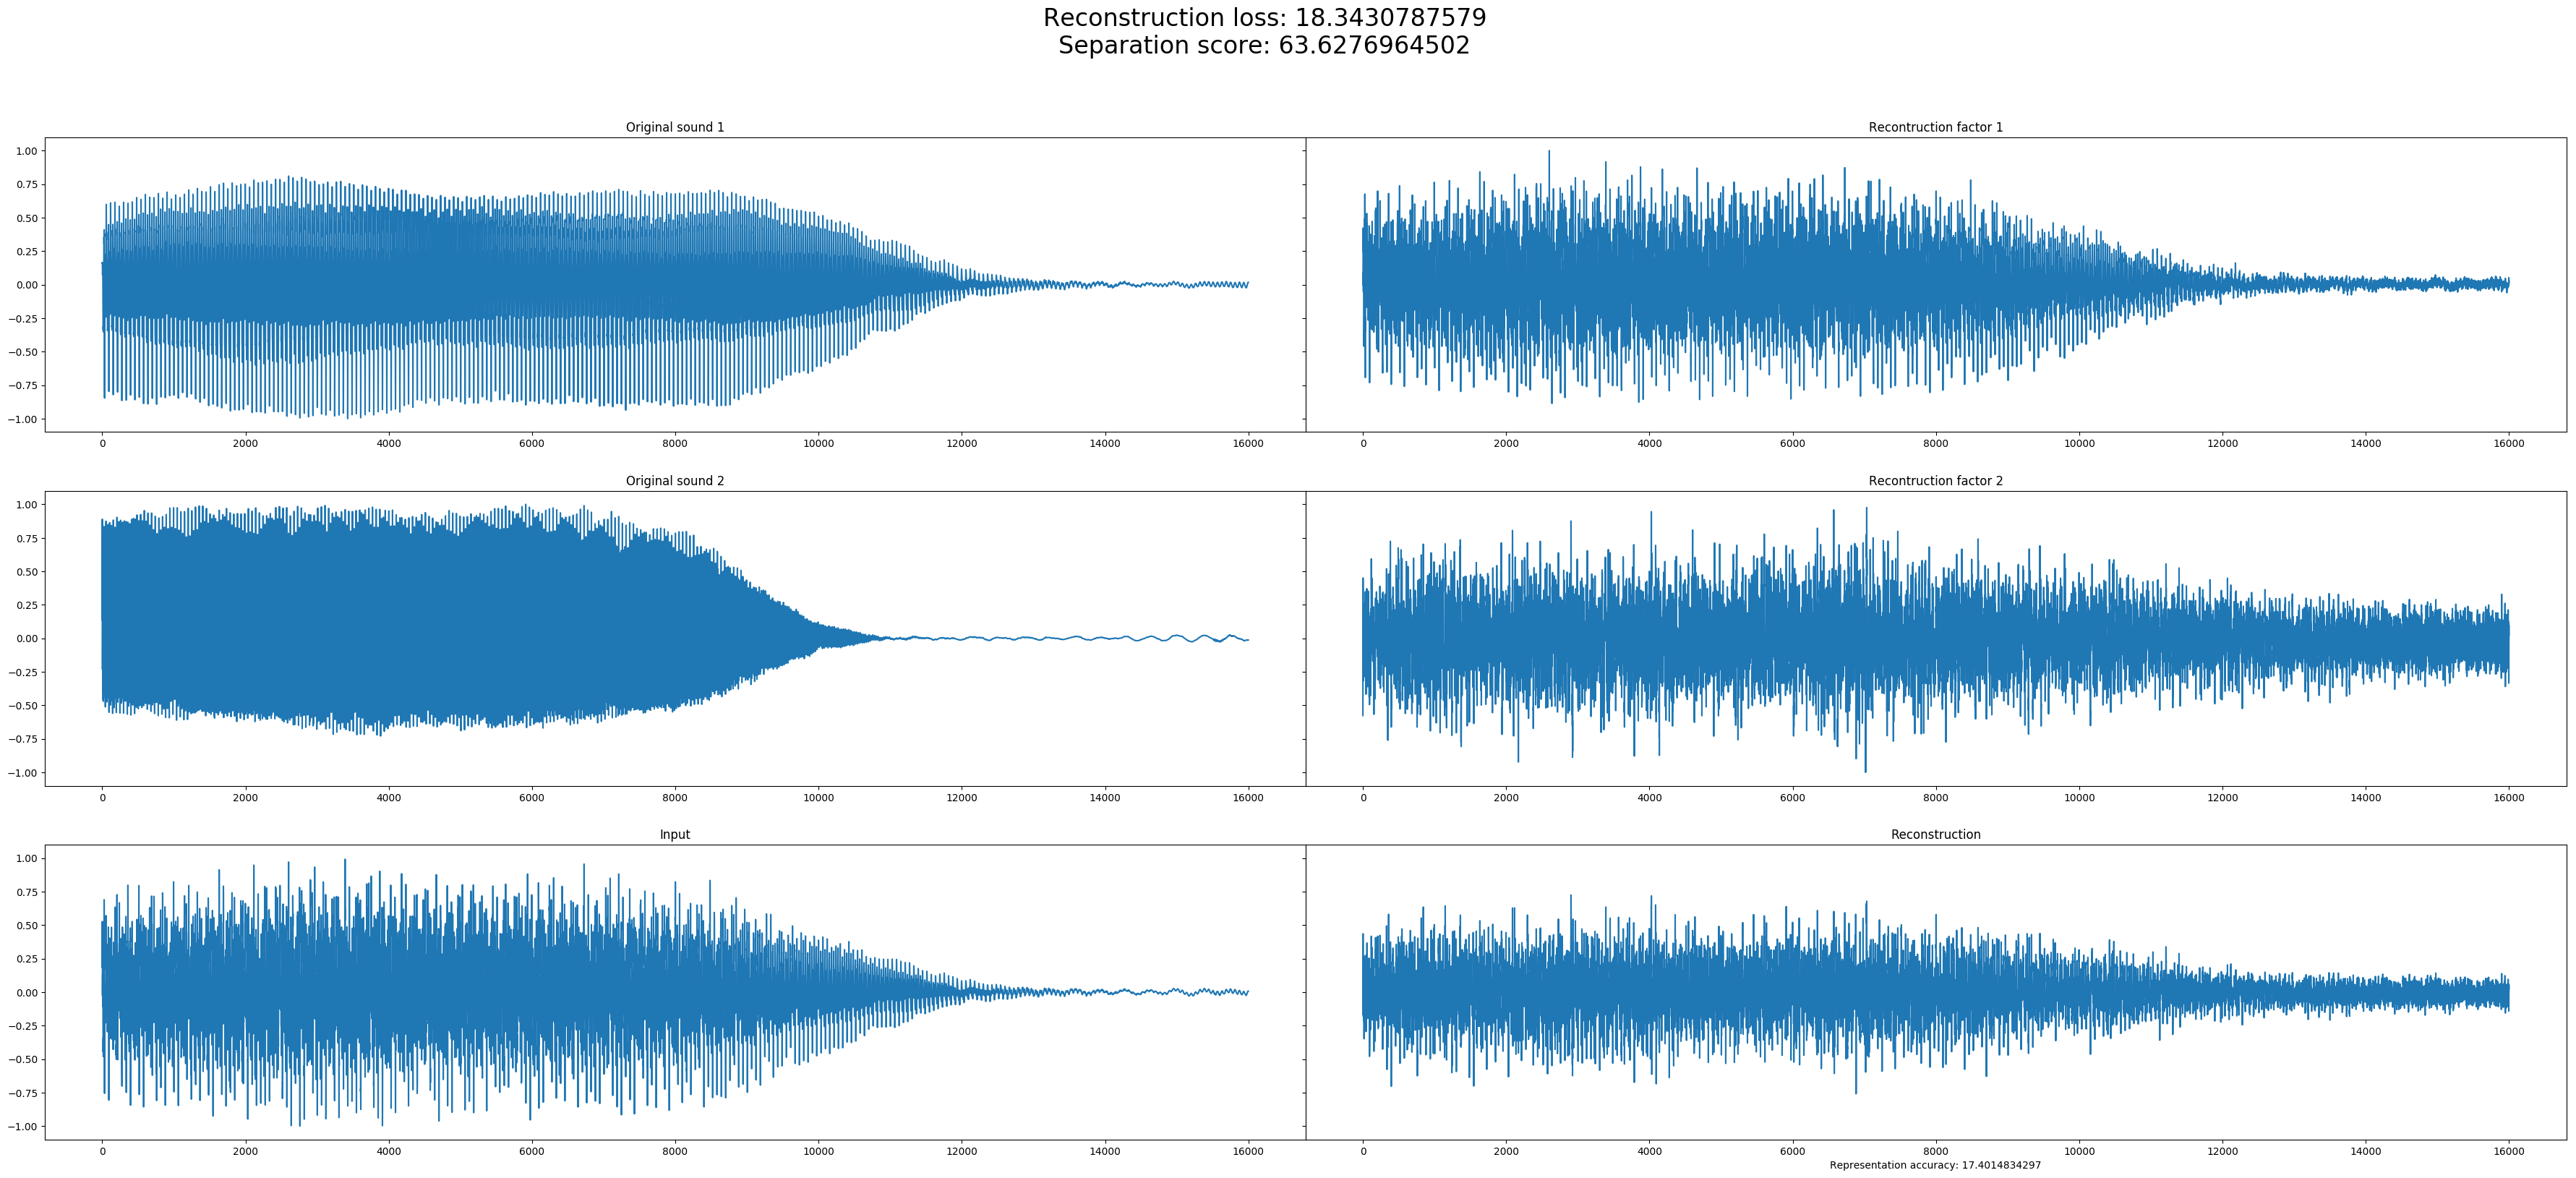 Reconstruction loss: 18.3430787579
Separation score: 63.6276964502
Original sound 1
Recontruction factor 1
1.00
0.75
0.50
0.25
0.00
−0.25
−0.50
−0.75
−1.00
0 2000 4000 6000 8000 10000 12000 14000 16000
0 2000 4000 6000 8000 10000 12000 14000 16000
Original sound 2
Recontruction factor 2
1.00
0.75
0.50
0.25
0.00
−0.25
−0.50
−0.75
−1.00
0 2000 4000 6000 8000 10000 12000 14000 16000
0 2000 4000 6000 8000 10000 12000 14000 16000
Input
Reconstruction
1.00
0.75
0.50
0.25
0.00
−0.25
−0.50
−0.75
−1.00
0 2000 4000 6000 8000 10000 12000 14000 16000
0 2000 4000 6000 8000 10000 12000 14000 16000
Representation accuracy: 17.4014834297